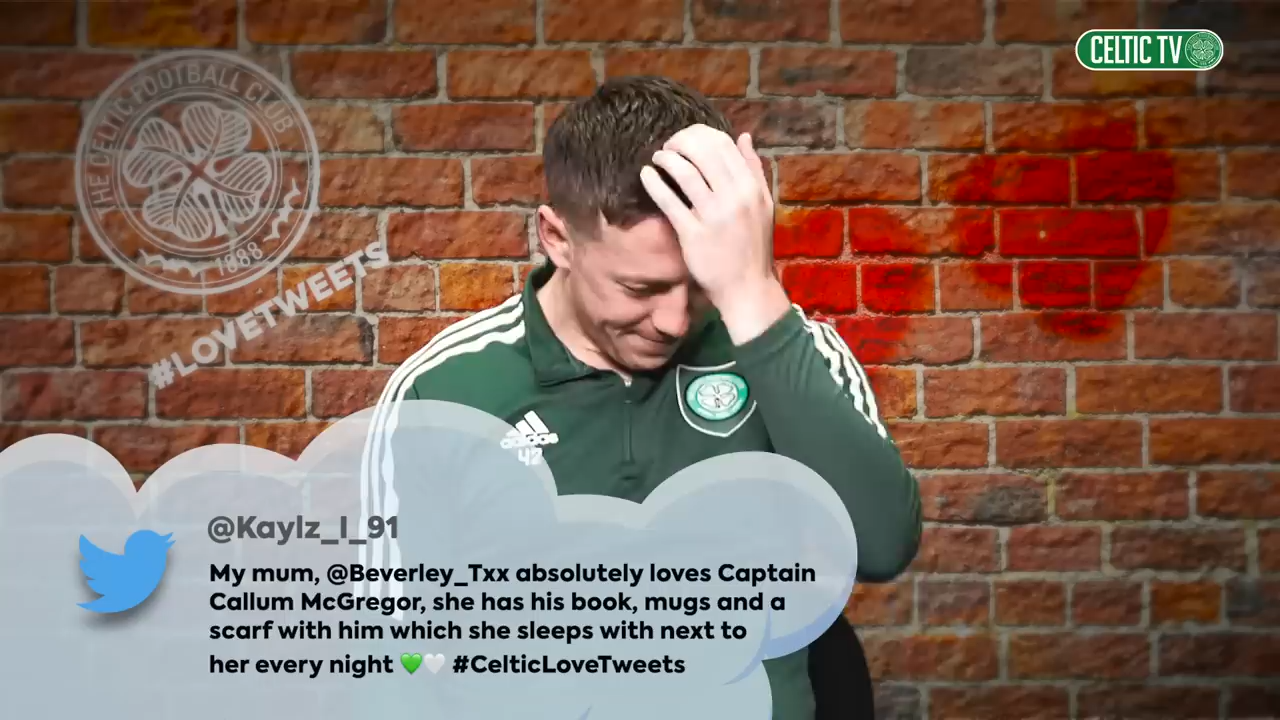 CELTIC TV
THE CELTIC FOOTBALL CLUB
1888
#LOVETWEETS
adidas
42
@Kaylz_I_91
My mum, @Beverley_Txx absolutely loves Captain
Callum McGregor, she has his book, mugs and a
scarf with him which she sleeps with next to
her every night 💚🤍 #CelticLoveTweets